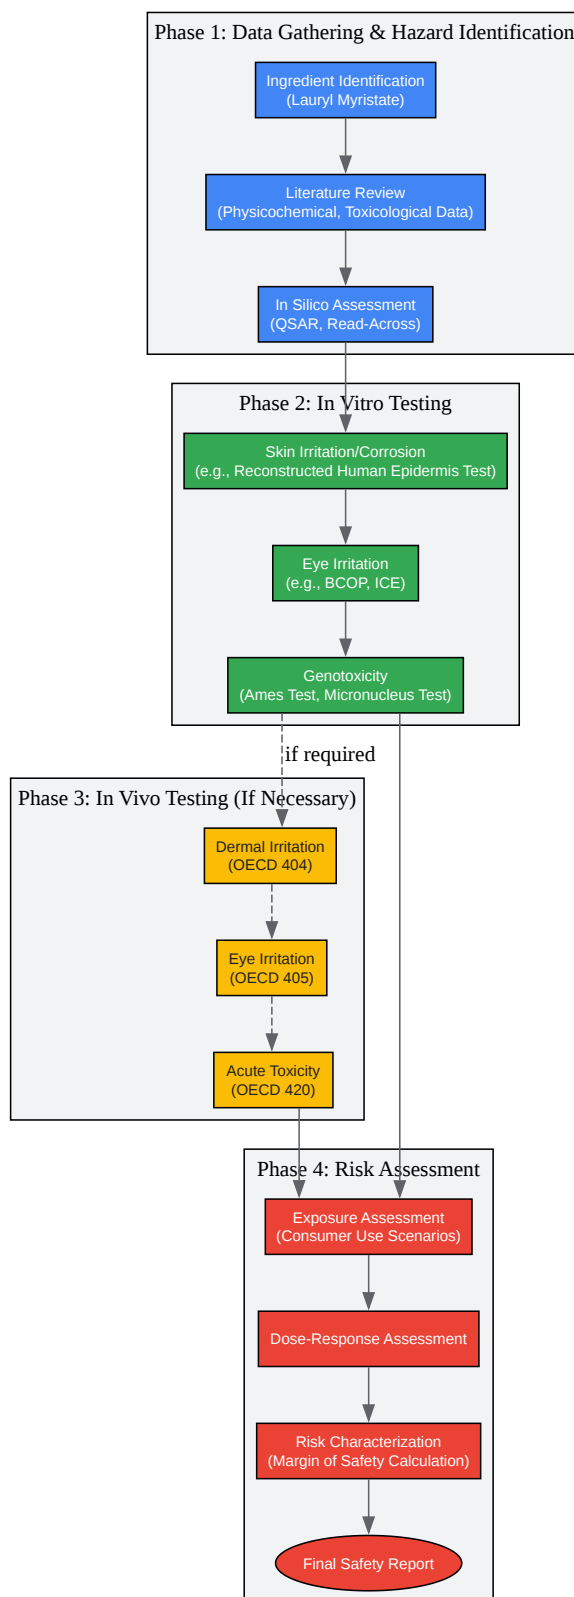 Phase 1: Data Gathering & Hazard Identification
Ingredient Identification
(Lauryl Myristate)
Literature Review
(Physicochemical, Toxicological Data)
In Silico Assessment
(QSAR, Read-Across)
Phase 2: In Vitro Testing
Skin Irritation/Corrosion
(e.g., Reconstructed Human Epidermis Test)
Eye Irritation
(e.g., BCOP, ICE)
Genotoxicity
(Ames Test, Micronucleus Test)
if required
Phase 3: In Vivo Testing (If Necessary)
Dermal Irritation
(OECD 404)
Eye Irritation
(OECD 405)
Acute Toxicity
(OECD 420)
Phase 4: Risk Assessment
Exposure Assessment
(Consumer Use Scenarios)
Dose-Response Assessment
Risk Characterization
(Margin of Safety Calculation)
Final Safety Report